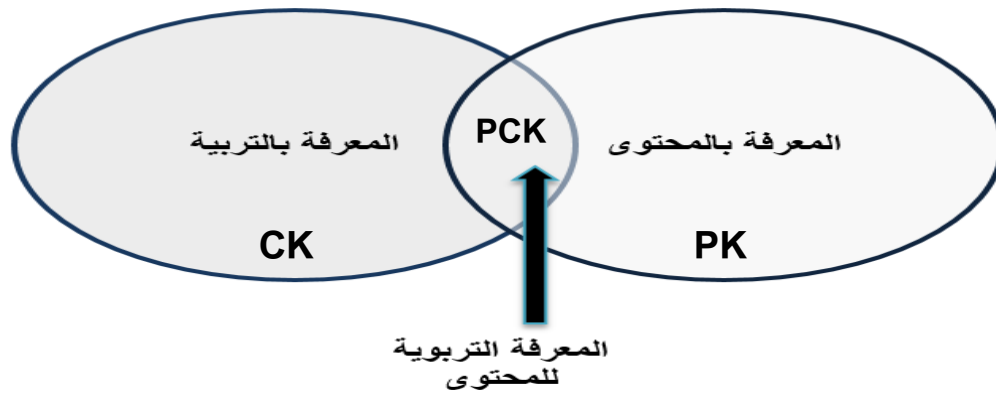 المعرفة بالمحتوى
PCK
المعرفة بالتربية
PK
CK
المعرفة التربوية
للمحتوى